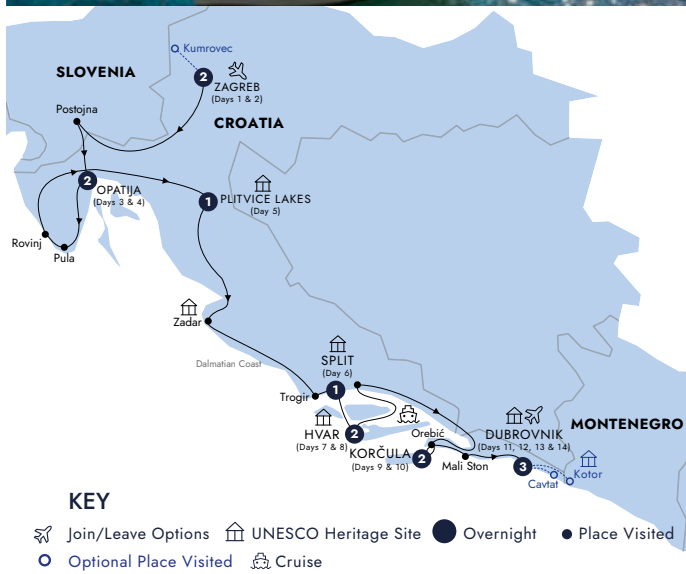 Kumrovec
SLOVENIA
2
ZAGREB
(Days 1 & 2)
Postojna
CROATIA
2
OPATIJA
(Days 3 & 4)
1
PLITVICE LAKES
(Day 5)
Rovinj
Pula
Zadar
SPLIT
(Day 6)
Dalmatian Coast
1
Trogir
HVAR
2
(Days 7 & 8)
Orebić
DUBROVNIK
MONTENEGRO
(Days 11, 12, 13 & 14)
KORČULA
2
(Days 9 & 10)
Mali Ston
3
Kotor
Cavtat
KEY
Join/Leave Options
UNESCO Heritage Site
Overnight
Place Visited
Optional Place Visited
Cruise